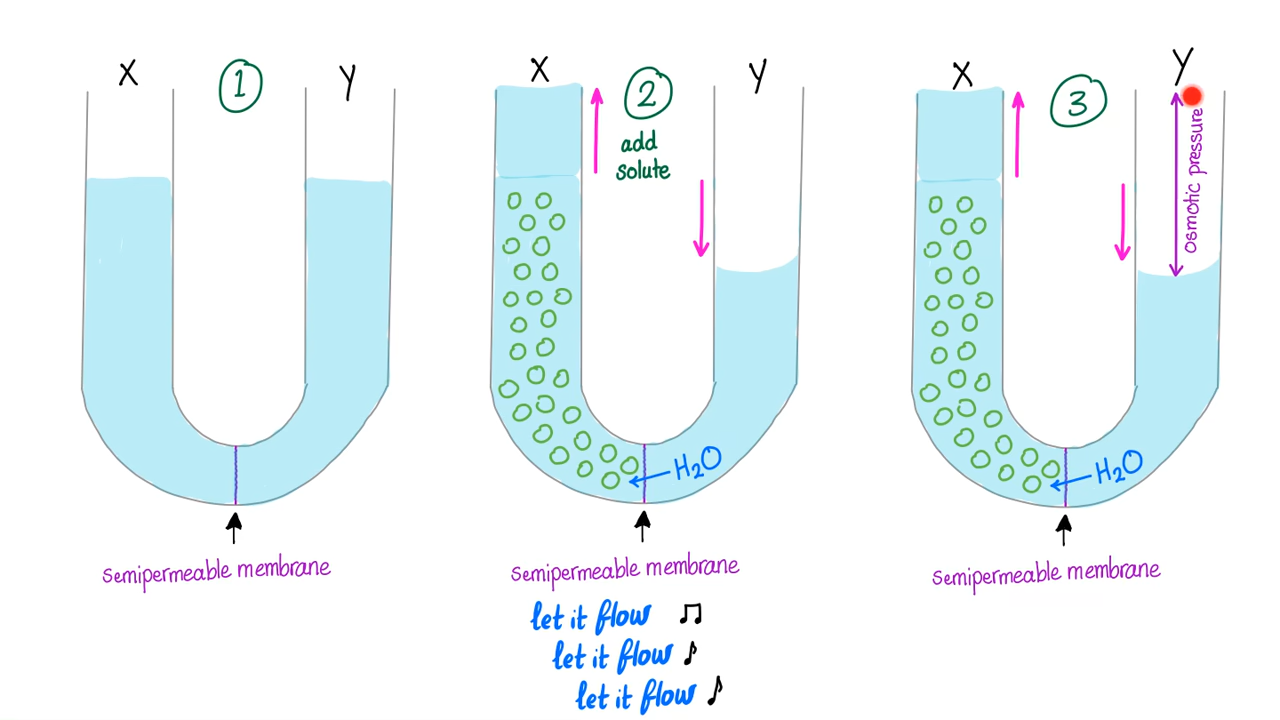 X
1
y
semipermeable membrane
X
2
y
add
solute
H₂O
semipermeable membrane
let it flow ♫
let it flow ♪
let it flow ♪
X
3
y
osmotic pressure
H₂O
semipermeable membrane